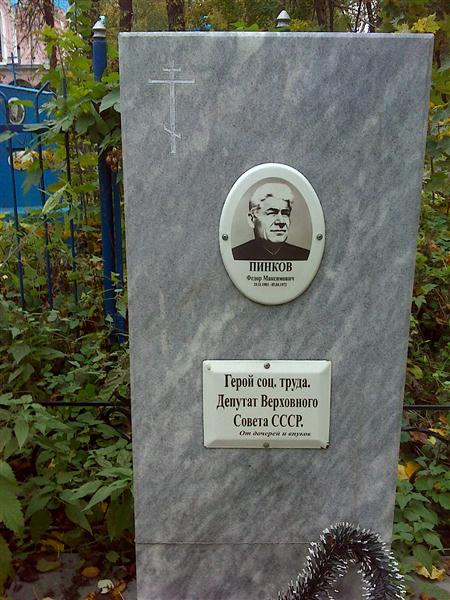 ПИНКОВ
Федор Максимович
Герой соц. труда.
Депутат Верховного
Совета СССР.
От дочерей и внуков